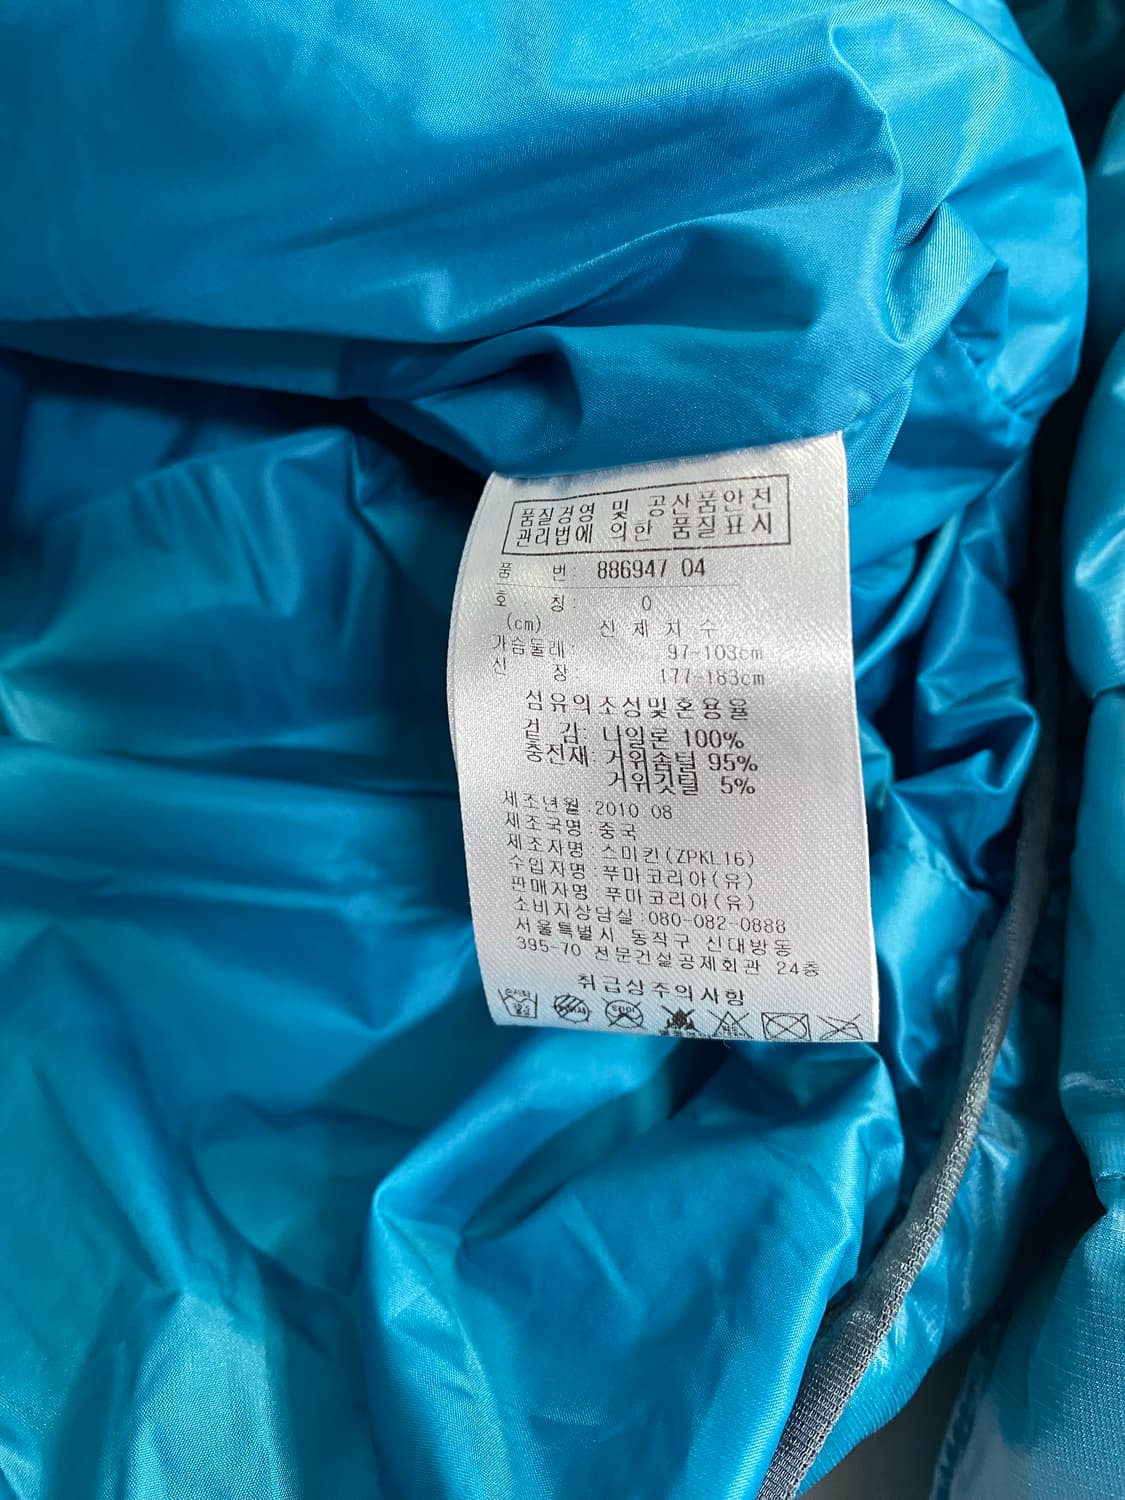 품질경영 및 공산품안전
관리법에 의한 품질표시
품 번: 886947 04
호 칭: 0
(cm) 신 체 치 수
가슴둘레: 97-103cm
신 장: 177-183cm
섬유의조성및혼용율
겉 감: 나일론 100%
충전재: 거위솜털 95%
거위깃털 5%
제조년월:2010 08
제조국명:중국
제조자명:스미킨(ZPKL16)
수입자명:푸마코리아(유)
판매자명:푸마코리아(유)
소비자상담실:080-082-0888
서울특별시 동작구 신대방동
395-70 전문건설공제회관 24층
취급상주의사항